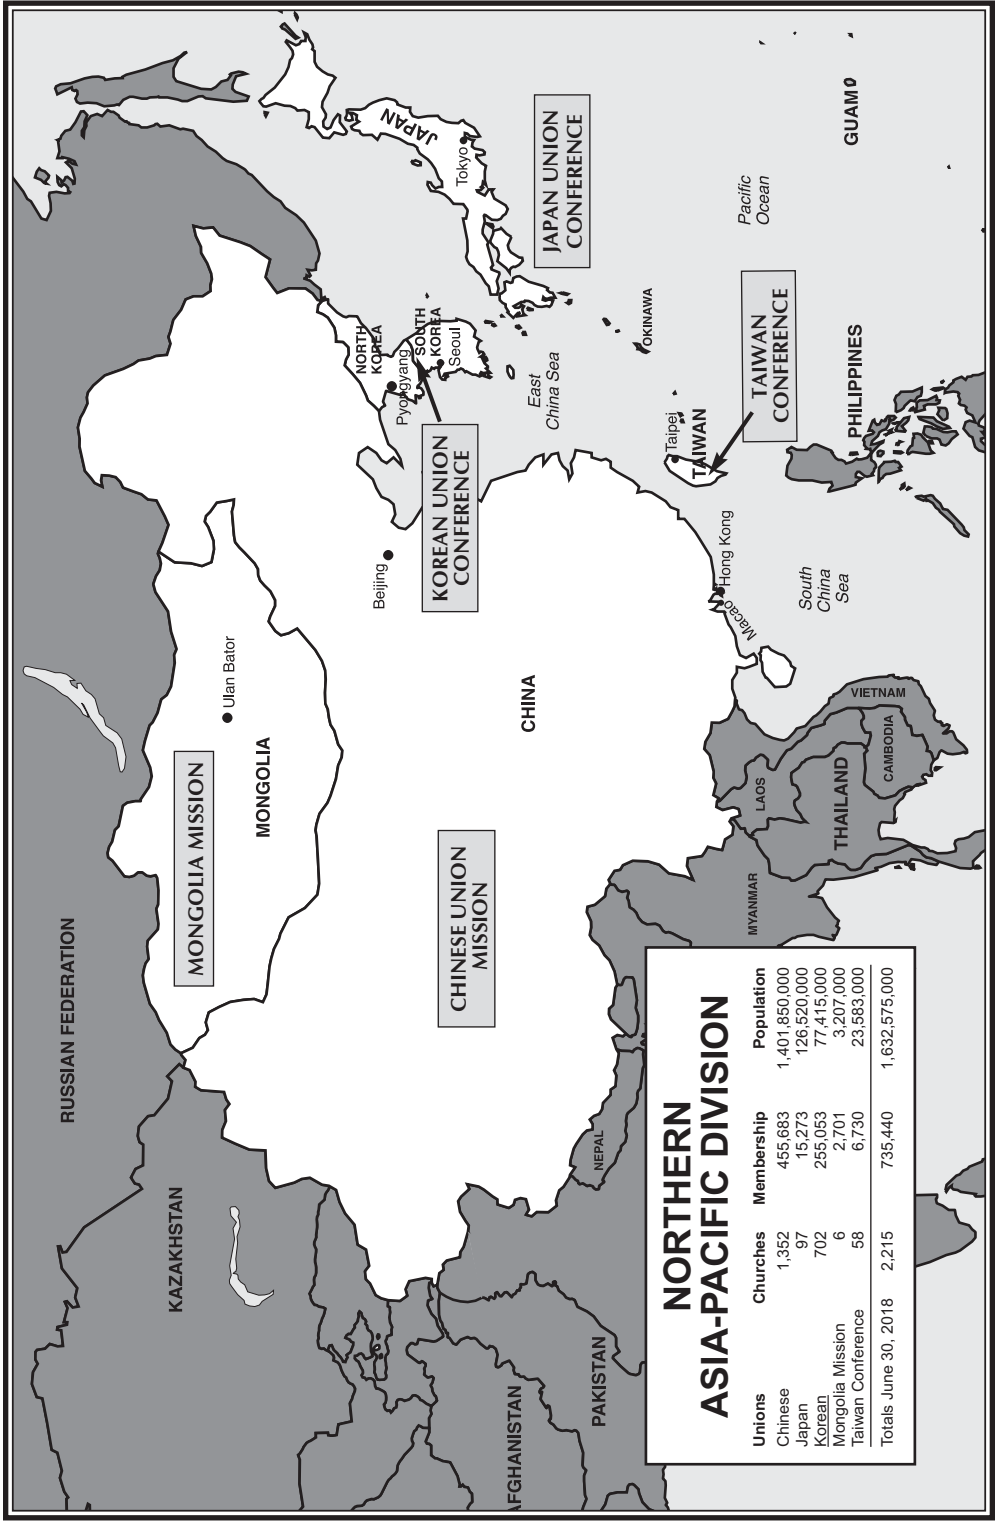 RUSSIAN FEDERATION
KAZAKHSTAN
MONGOLIA MISSION
Ulan Bator
MONGOLIA
CHINESE UNION
MISSION
CHINA
Beijing
KOREAN UNION
CONFERENCE
NORTH
KOREA
Pyongyang
SOUTH
KOREA
Seoul
JAPAN
Tokyo
JAPAN UNION
CONFERENCE
East
China Sea
OKINAWA
Pacific
Ocean
GUAM
Taipei
TAIWAN
TAIWAN
CONFERENCE
PHILIPPINES
Hong Kong
Macao
South
China
Sea
VIETNAM
LAOS
CAMBODIA
THAILAND
MYANMAR
NEPAL
PAKISTAN
AFGHANISTAN
NORTHERN
ASIA-PACIFIC DIVISION
Unions Churches Membership Population
Chinese 1,352 455,683 1,401,850,000
Japan 97 15,273 126,520,000
Korean 702 255,053 77,415,000
Mongolia Mission 6 2,701 3,207,000
Taiwan Conference 58 6,730 23,583,000
Totals June 30, 2018 2,215 735,440 1,632,575,000